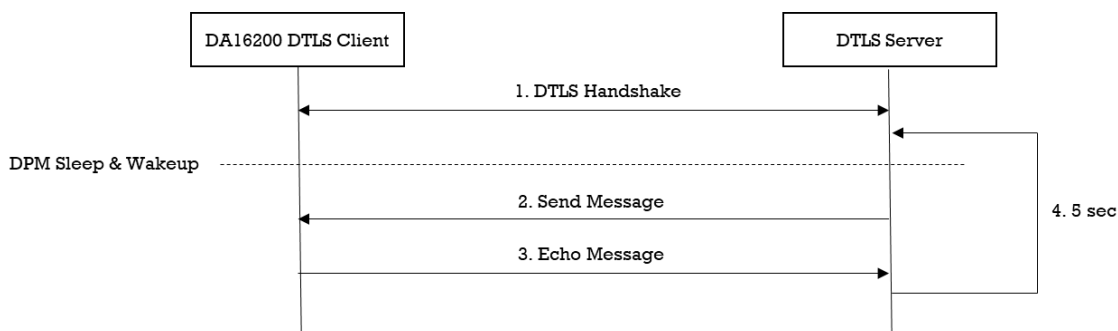 DA16200 DTLS Client
DTLS Server
1. DTLS Handshake
DPM Sleep & Wakeup
2. Send Message
4. 5 sec
3. Echo Message